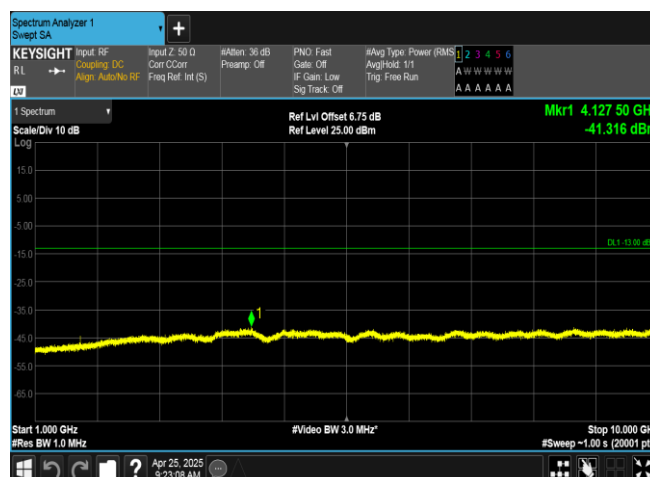 Spectrum Analyzer 1
Swept SA
+
KEYSIGHT Input: RF Input Z: 50 Ω #Atten: 36 dB PNO: Fast #Avg Type: Power (RMS 1 2 3 4 5 6
RL Coupling: DC Corr CCorr Preamp: Off Gate: Off Avg|Hold: 1/1 A W W W W W
Align: Auto/No RF Freq Ref: Int (S) IF Gain: Low Trig: Free Run
LXI Sig Track: Off A A A A A A
1 Spectrum Ref Lvl Offset 6.75 dB Mkr1 4.127 50 GH
Scale/Div 10 dB Ref Level 25.00 dBm -41.316 dBr
Log
15.0
5.00
-5.00
DL1 -13.00 dB
-15.0
-25.0
-35.0
1
-45.0
-55.0
-65.0
Start 1.000 GHz #Video BW 3.0 MHz* Stop 10.000 G
#Res BW 1.0 MHz #Sweep ~1.00 s (20001 pt
? Apr 25, 2025
9:23:08 AM